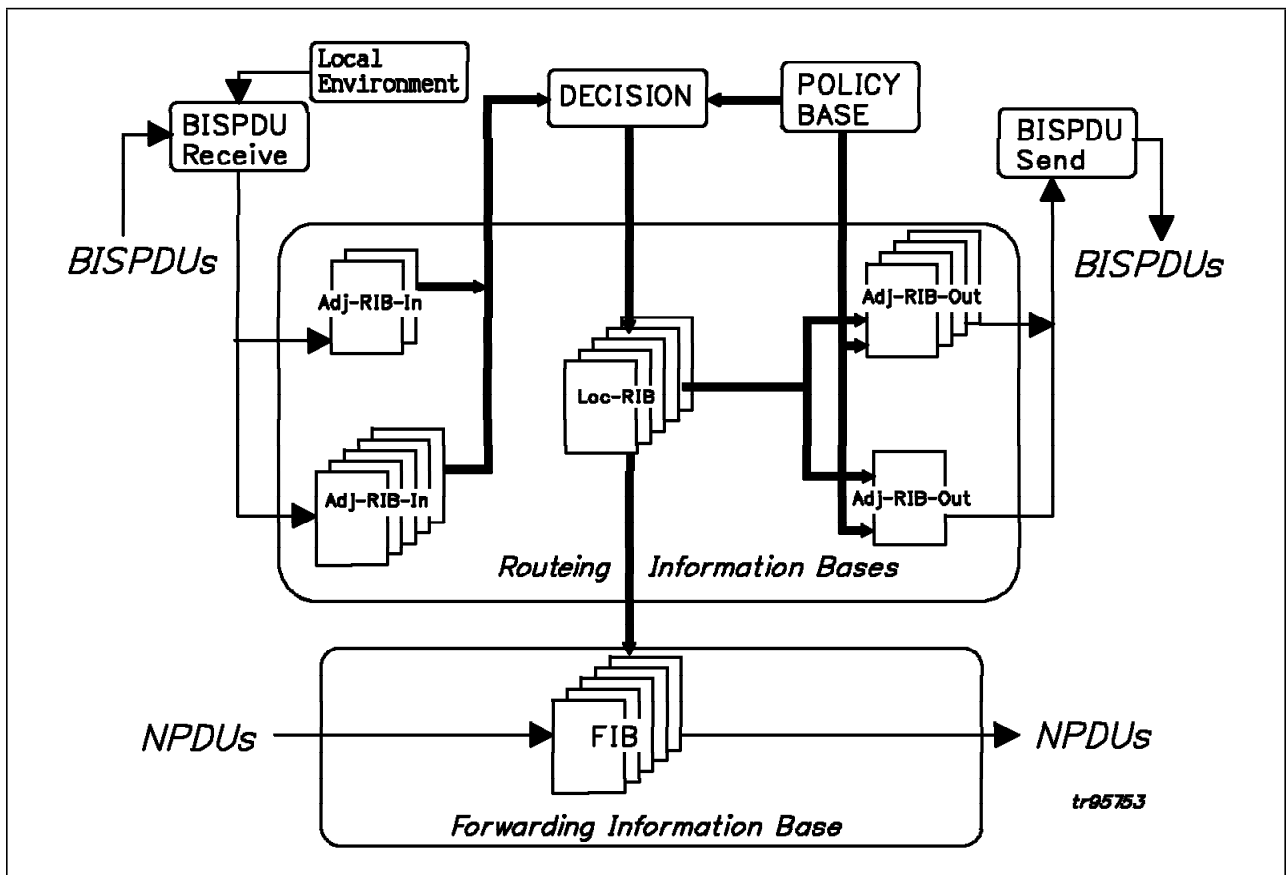 Local
Environment
DECISION
POLICY
BASE
BISPDU
Receive
BISPDU
Send
BISPDUs
BISPDUs
Adj-RIB-In
Adj-RIB-Out
Loc-RIB
Adj-RIB-In
Adj-RIB-Out
Routeing Information Bases
NPDUs
FIB
NPDUs
tr95753
Forwarding Information Base